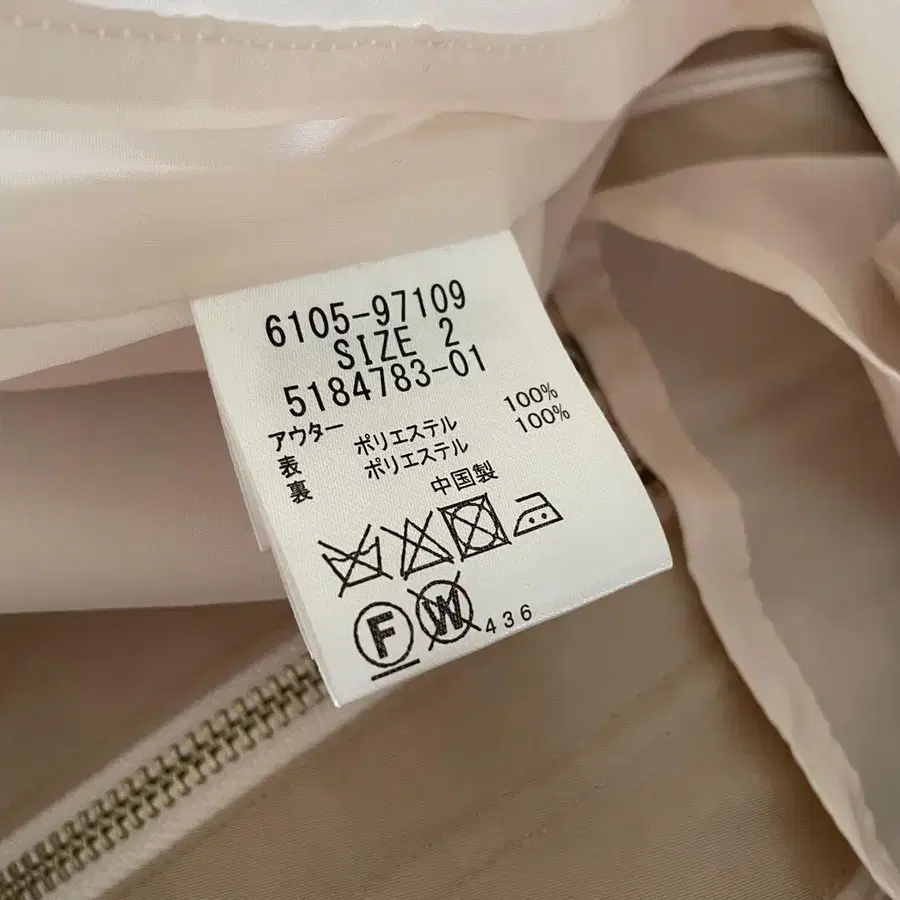 6105-97109
SIZE 2
5184783-01
アウター
表 ポリエステル 100%
裏 ポリエステル 100%
中国製
F W 436